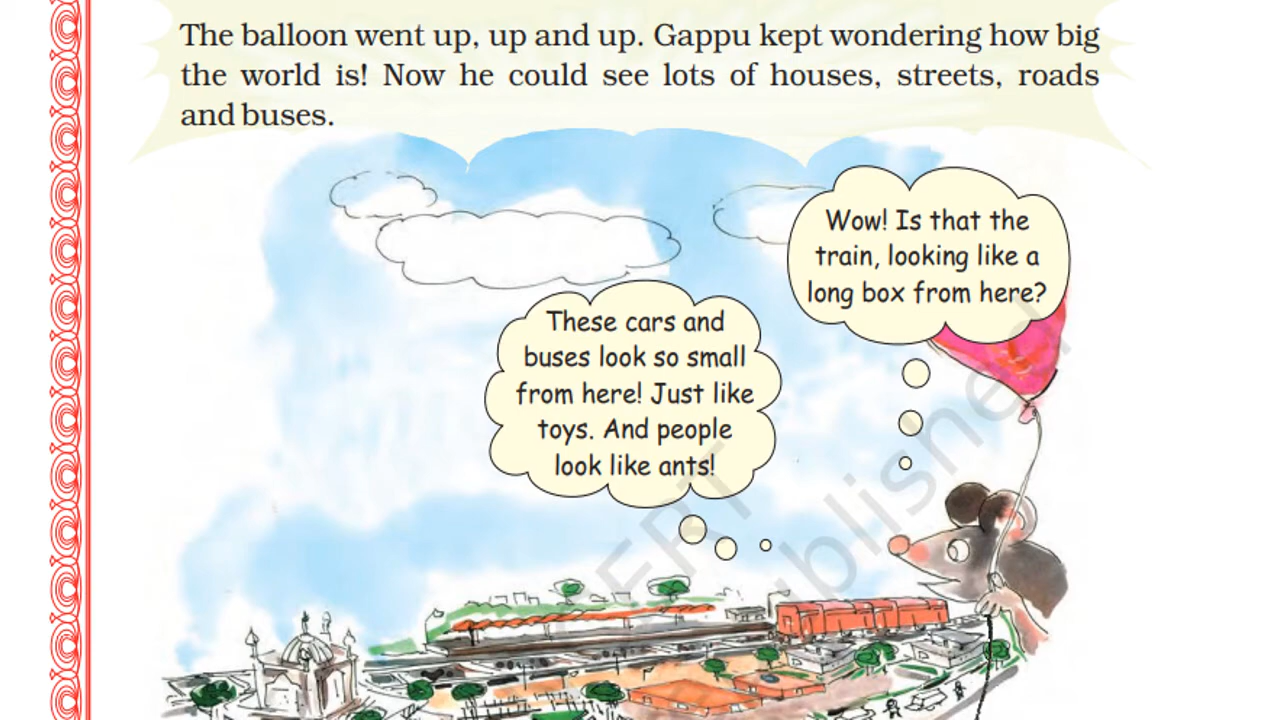 The balloon went up, up and up. Gappu kept wondering how big
the world is! Now he could see lots of houses, streets, roads
and buses.
Wow! Is that the
train, looking like a
long box from here?
These cars and
buses look so small
from here! Just like
toys. And people
look like ants!